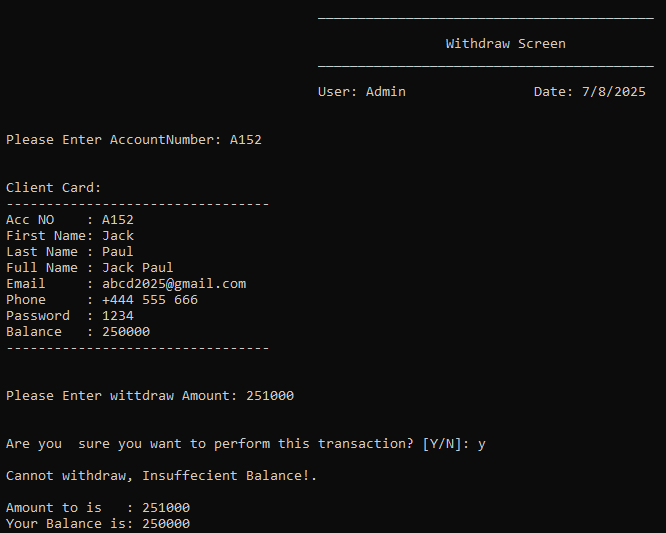 Withdraw Screen
User: Admin Date: 7/8/2025
Please Enter AccountNumber: A152
Client Card:
---------------------------------
Acc NO    : A152
First Name: Jack
Last Name : Paul
Full Name : Jack Paul
Email     : abcd2025@gmail.com
Phone     : +444 555 666
Password  : 1234
Balance   : 250000
---------------------------------
Please Enter wittdraw Amount: 251000
Are you  sure you want to perform this transaction? [Y/N]: y
Cannot withdraw, Insuffecient Balance!.
Amount to is   : 251000
Your Balance is: 250000